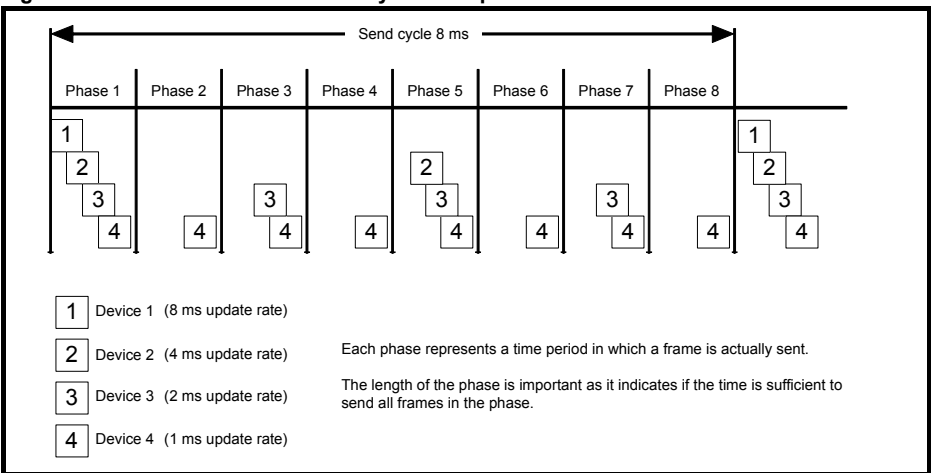 Send cycle 8 ms
Phase 1 Phase 2 Phase 3 Phase 4 Phase 5 Phase 6 Phase 7 Phase 8
1 1
2 2 2
3 3 3 3 3
4 4 4 4 4 4 4 4 4
1 Device 1 (8 ms update rate)
2 Device 2 (4 ms update rate)
3 Device 3 (2 ms update rate)
4 Device 4 (1 ms update rate)
Each phase represents a time period in which a frame is actually sent.
The length of the phase is important as it indicates if the time is sufficient to
send all frames in the phase.